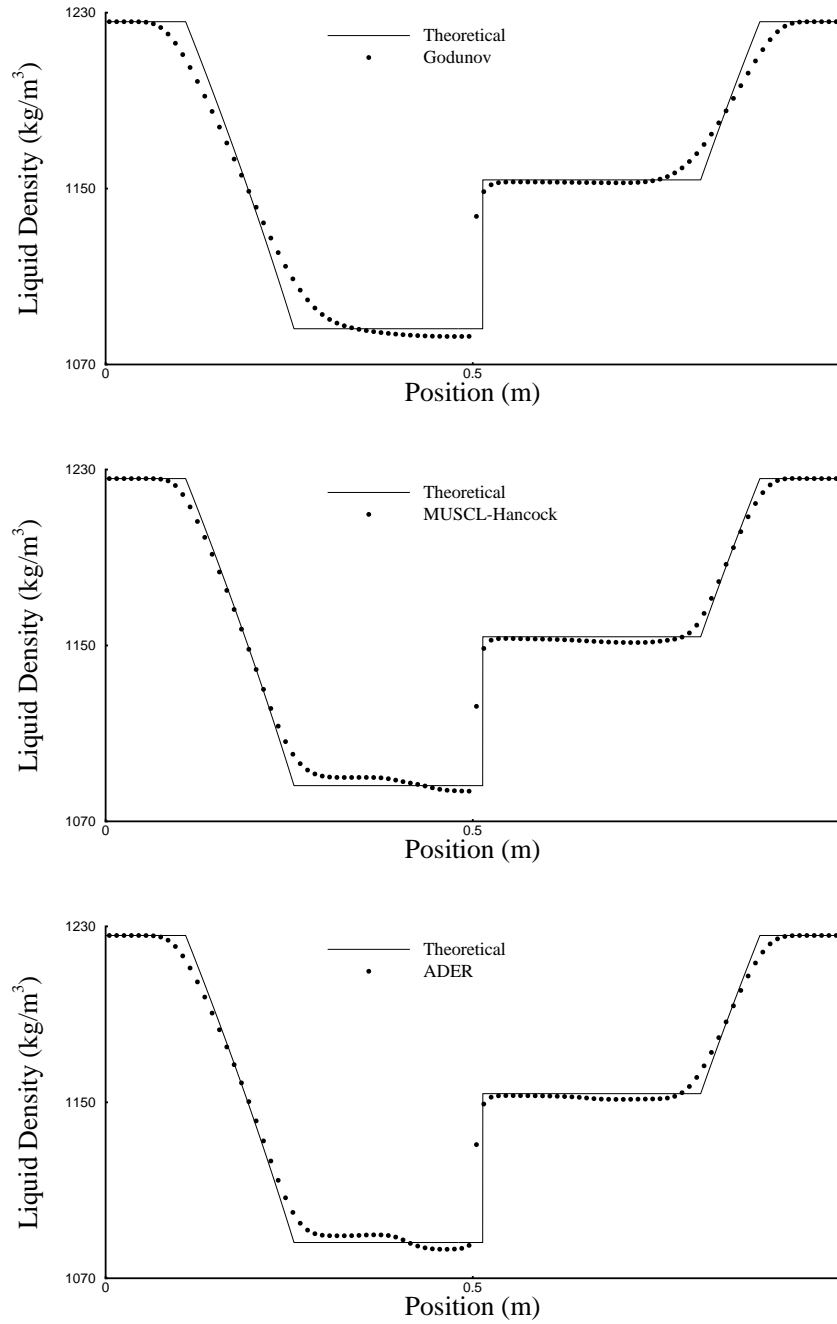 1230
Theoretical
Godunov
Liquid Density (kg/m³)
1150
1070
0
0.5
Position (m)
1230
Theoretical
MUSCL-Hancock
Liquid Density (kg/m³)
1150
1070
0
0.5
Position (m)
1230
Theoretical
ADER
Liquid Density (kg/m³)
1150
1070
0
0.5
Position (m)